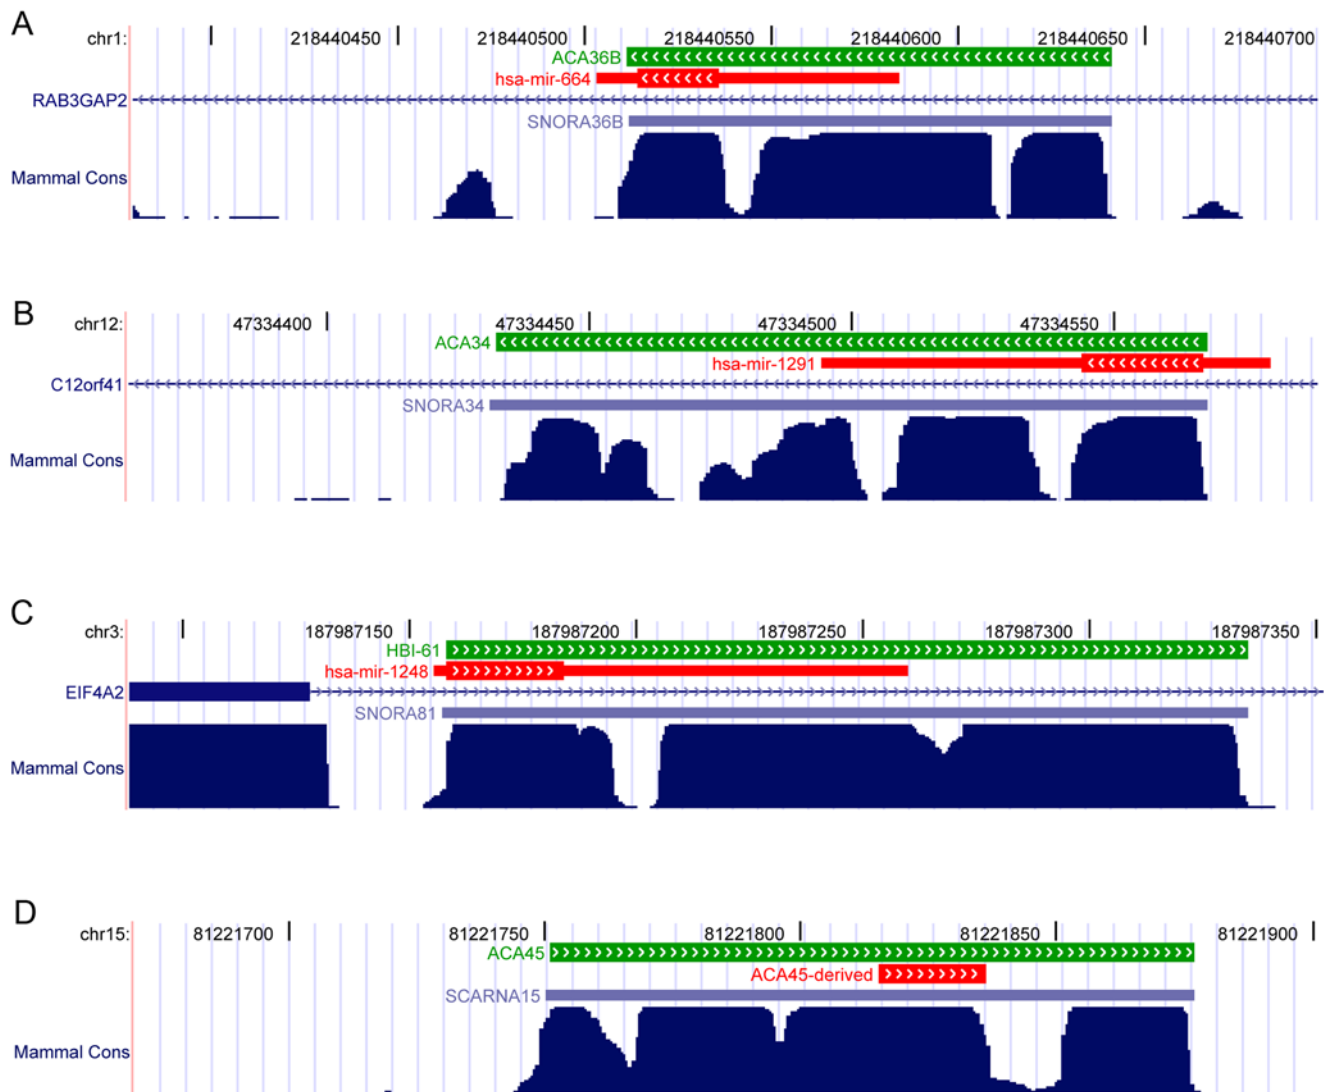 A
chr1: 218440450 218440500 218440550 218440600 218440650 218440700
ACA36B
hsa-mir-664
RAB3GAP2
SNORA36B
Mammal Cons
B
chr12: 47334400 47334450 47334500 47334550
ACA34
hsa-mir-1291
C12orf41
SNORA34
Mammal Cons
C
chr3: 187987150 187987200 187987250 187987300 187987350
HBI-61
hsa-mir-1248
EIF4A2
SNORA81
Mammal Cons
D
chr15: 81221700 81221750 81221800 81221850 81221900
ACA45
ACA45-derived
SCARNA15
Mammal Cons